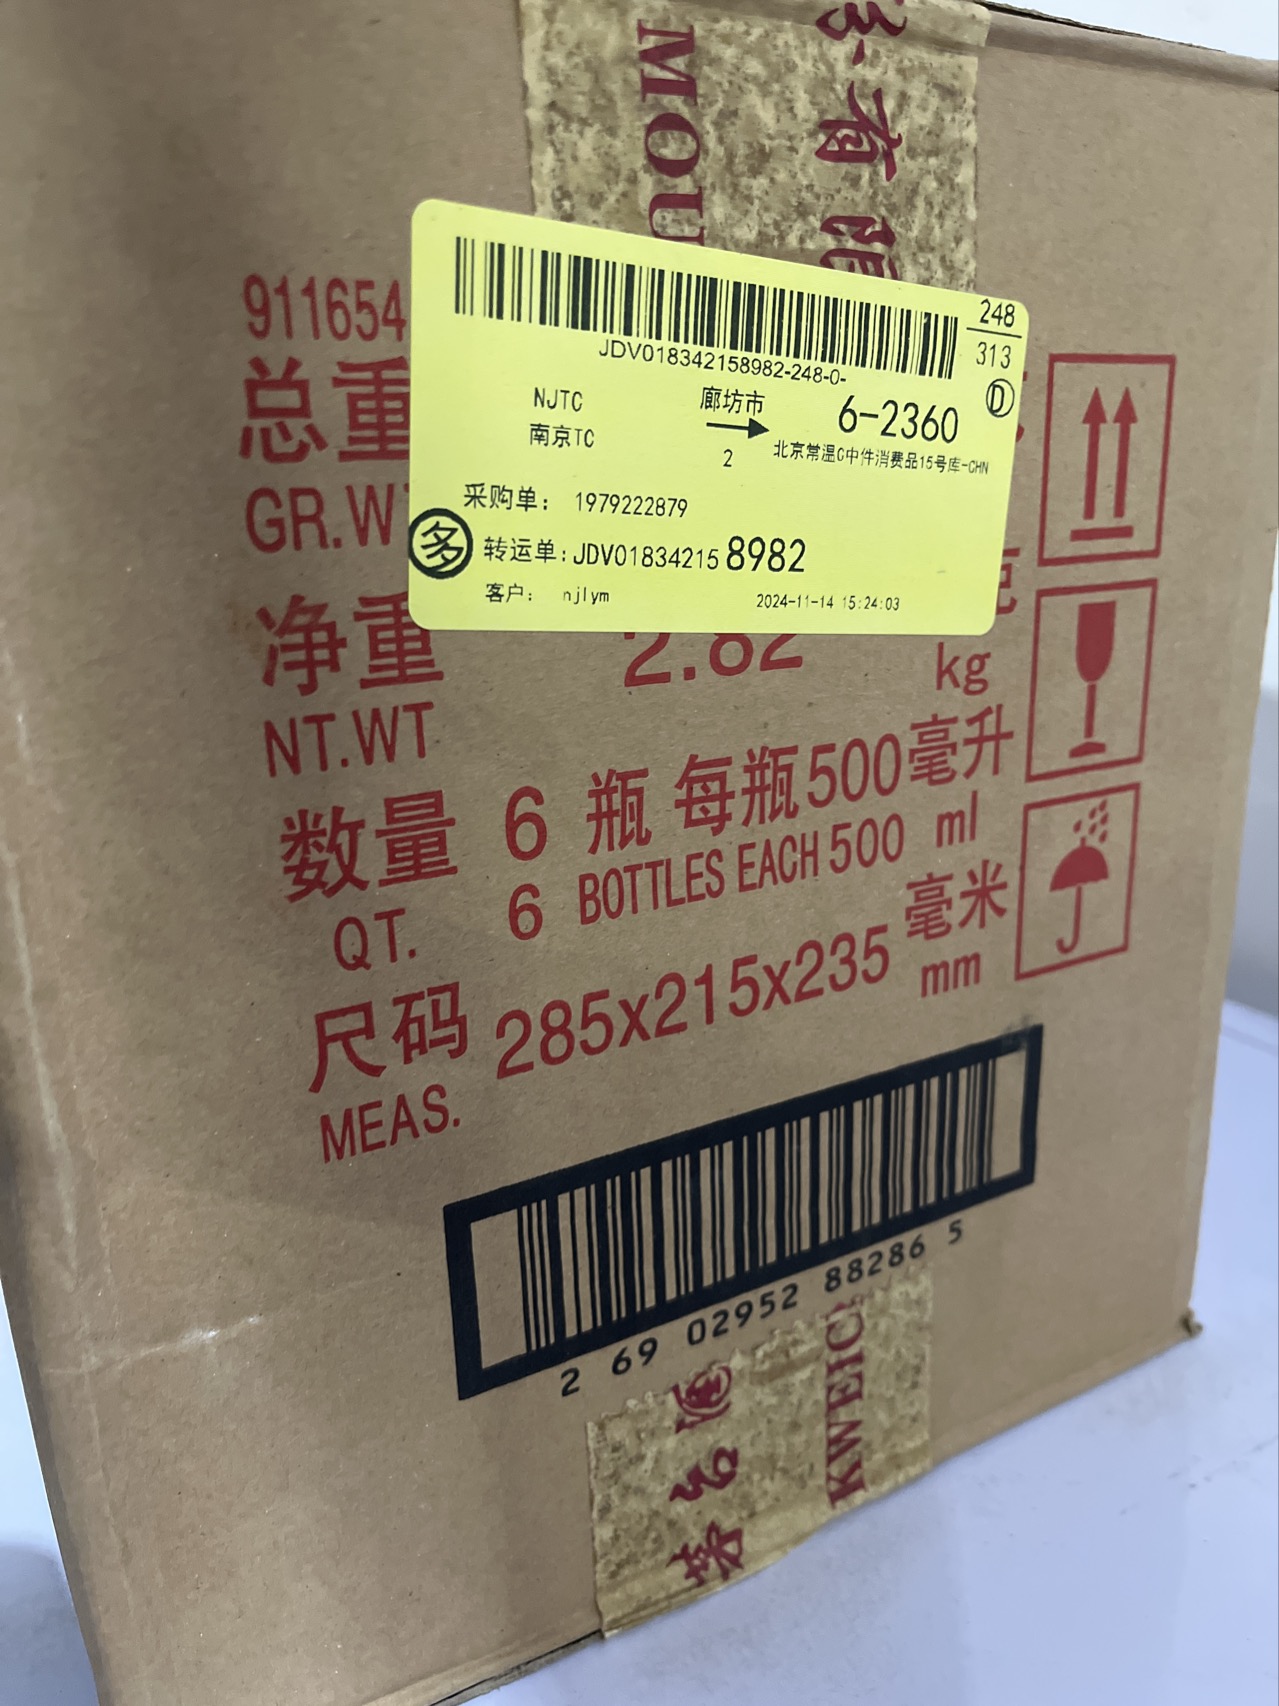 MOU
有限
911654
总重
GR.W
净重
2.82
kg
NT.WT
数量 6 瓶 每瓶500毫升
QT. 6 BOTTLES EACH 500 ml
尺码 285x215x235 毫米
MEAS. mm
2 69 02952 88286 5
KWEIC
JDV018342158982-248-0-
248
313
D
NJTC
南京TC
廊坊市
2
6-2360
北京常温C中件消费品15号库-CHN
采购单: 1979222879
多
转运单:JDV018342158982
客户: njlym
2024-11-14 15:24:03